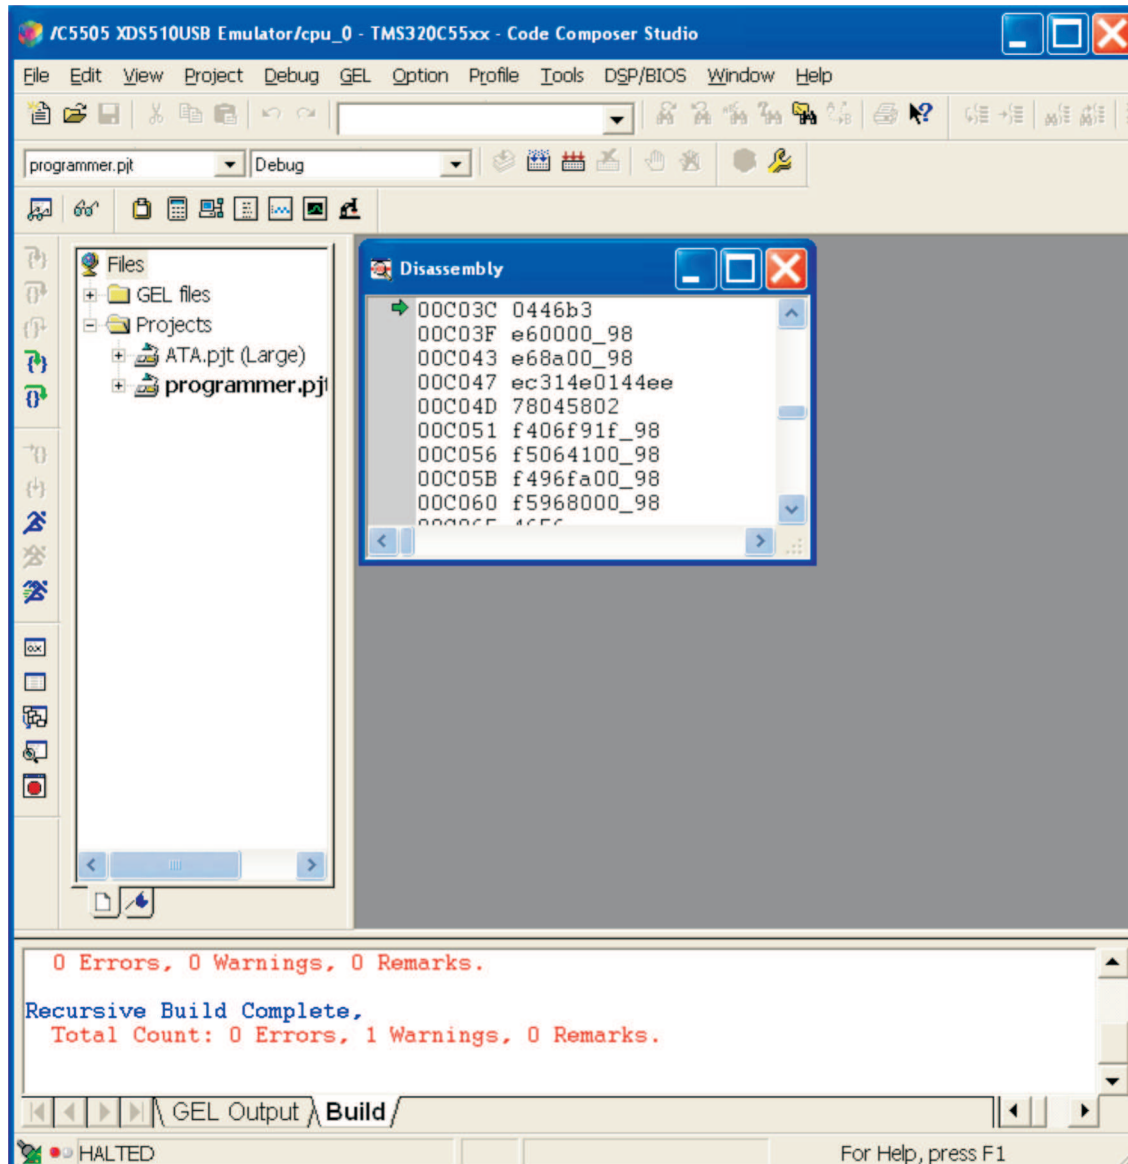 /C5505 XDS510USB Emulator/cpu_0 - TMS320C55xx - Code Composer Studio
File Edit View Project Debug GEL Option Profile Tools DSP/BIOS Window Help
programmer.pjt Debug
Files
GEL files
Projects
ATA.pjt (Large)
programmer.pjt
Disassembly
00C03C 0446b3
00C03F e60000_98
00C043 e68a00_98
00C047 ec314e0144ee
00C04D 78045802
00C051 f406f91f_98
00C056 f5064100_98
00C05B f496fa00_98
00C060 f5968000_98
0 Errors, 0 Warnings, 0 Remarks.
Recursive Build Complete,
Total Count: 0 Errors, 1 Warnings, 0 Remarks.
GEL Output Build
HALTED For Help, press F1